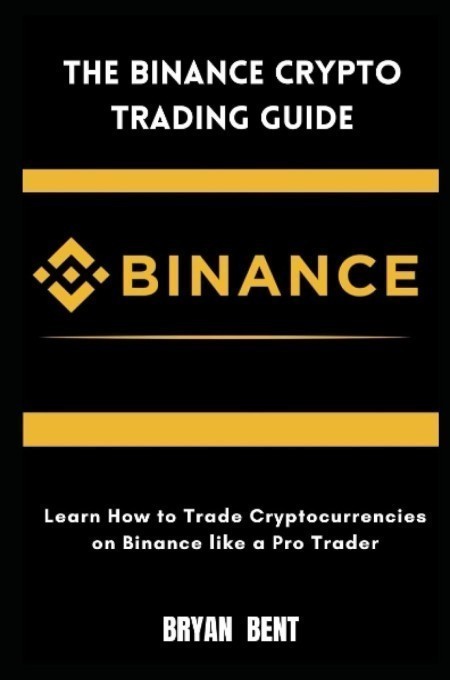 THE BINANCE CRYPTO
TRADING GUIDE
BINANCE
Learn How to Trade Cryptocurrencies
on Binance like a Pro Trader
BRYAN BENT